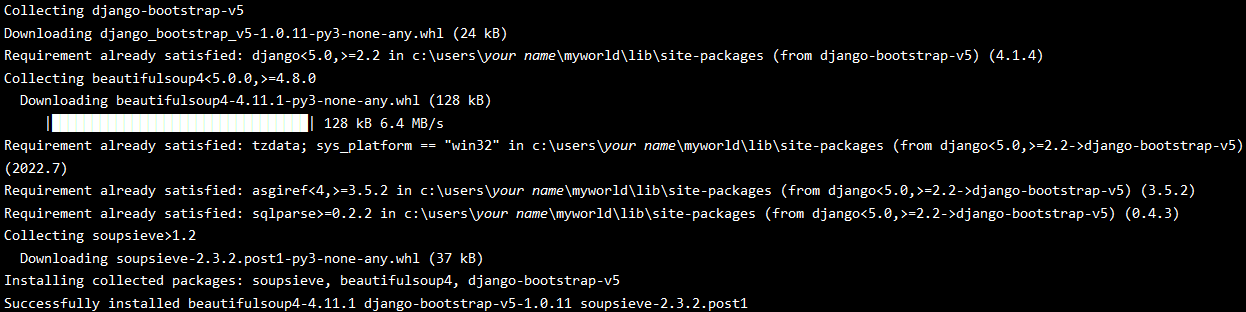 Collecting django-bootstrap-v5
Downloading django_bootstrap_v5-1.0.11-py3-none-any.whl (24 kB)
Requirement already satisfied: django<5.0,>=2.2 in c:\users\your name\myworld\lib\site-packages (from django-bootstrap-v5) (4.1.4)
Collecting beautifulsoup4<5.0.0,>=4.8.0
  Downloading beautifulsoup4-4.11.1-py3-none-any.whl (128 kB)
     |████████████████████████████████| 128 kB 6.4 MB/s
Requirement already satisfied: tzdata; sys_platform == "win32" in c:\users\your name\myworld\lib\site-packages (from django<5.0,>=2.2->django-bootstrap-v5)
(2022.7)
Requirement already satisfied: asgiref<4,>=3.5.2 in c:\users\your name\myworld\lib\site-packages (from django<5.0,>=2.2->django-bootstrap-v5) (3.5.2)
Requirement already satisfied: sqlparse>=0.2.2 in c:\users\your name\myworld\lib\site-packages (from django<5.0,>=2.2->django-bootstrap-v5) (0.4.3)
Collecting soupsieve>1.2
  Downloading soupsieve-2.3.2.post1-py3-none-any.whl (37 kB)
Installing collected packages: soupsieve, beautifulsoup4, django-bootstrap-v5
Successfully installed beautifulsoup4-4.11.1 django-bootstrap-v5-1.0.11 soupsieve-2.3.2.post1